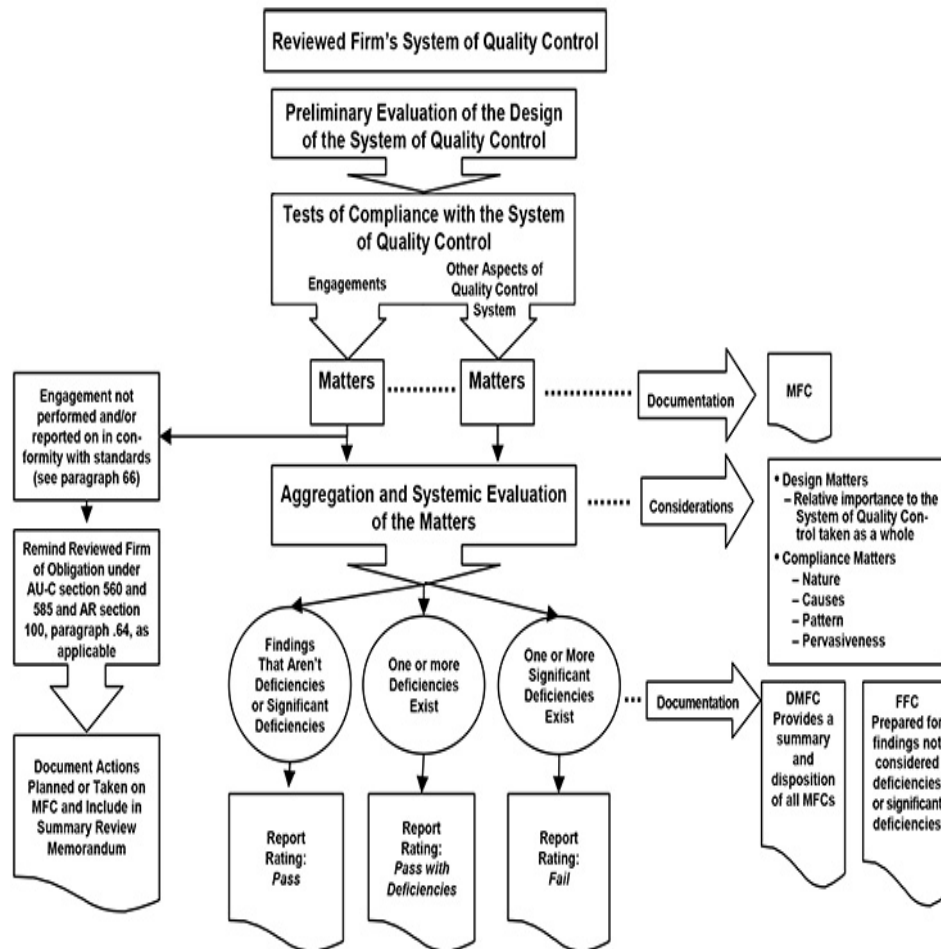 Reviewed Firm's System of Quality Control
Preliminary Evaluation of the Design
of the System of Quality Control
Tests of Compliance with the System
of Quality Control
Engagements
Other Aspects of
Quality Control
System
Matters
Matters
Documentation
MFC
Engagement not
performed and/or
reported on in con-
formity with standards
(see paragraph 66)
Aggregation and Systemic Evaluation
of the Matters
Considerations
• Design Matters
– Relative importance to the
System of Quality Con-
trol taken as a whole
• Compliance Matters
– Nature
– Causes
– Pattern
– Pervasiveness
Remind Reviewed Firm
of Obligation under
AU-C section 560 and
585 and AR section
100, paragraph .64, as
applicable
Findings
That Aren't
Deficiencies
or Significant
Deficiencies
One or more
Deficiencies
Exist
One or More
Significant
Deficiencies
Exist
Documentation
DMFC
Provides a
summary
and
disposition
of all MFCs
FFC
Prepared for
findings not
considered
deficiencies
or significant
deficiencies
Document Actions
Planned or Taken on
MFC and Include in
Summary Review
Memorandum
Report
Rating:
Pass
Report
Rating:
Pass with
Deficiencies
Report
Rating:
Fail